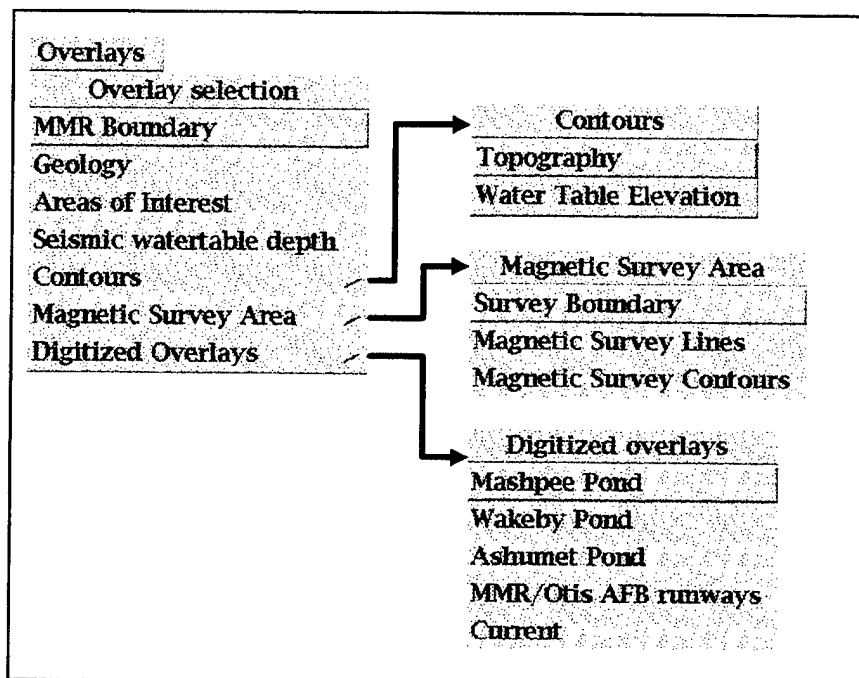 Overlays
Overlay selection
MMR Boundary
Geology
Areas of Interest
Seismic watertable depth
Contours
Magnetic Survey Area
Digitized Overlays
Contours
Topography
Water Table Elevation
Magnetic Survey Area
Survey Boundary
Magnetic Survey Lines
Magnetic Survey Contours
Digitized overlays
Mashpee Pond
Wakeby Pond
Ashumet Pond
MMR/Otis AFB runways
Current